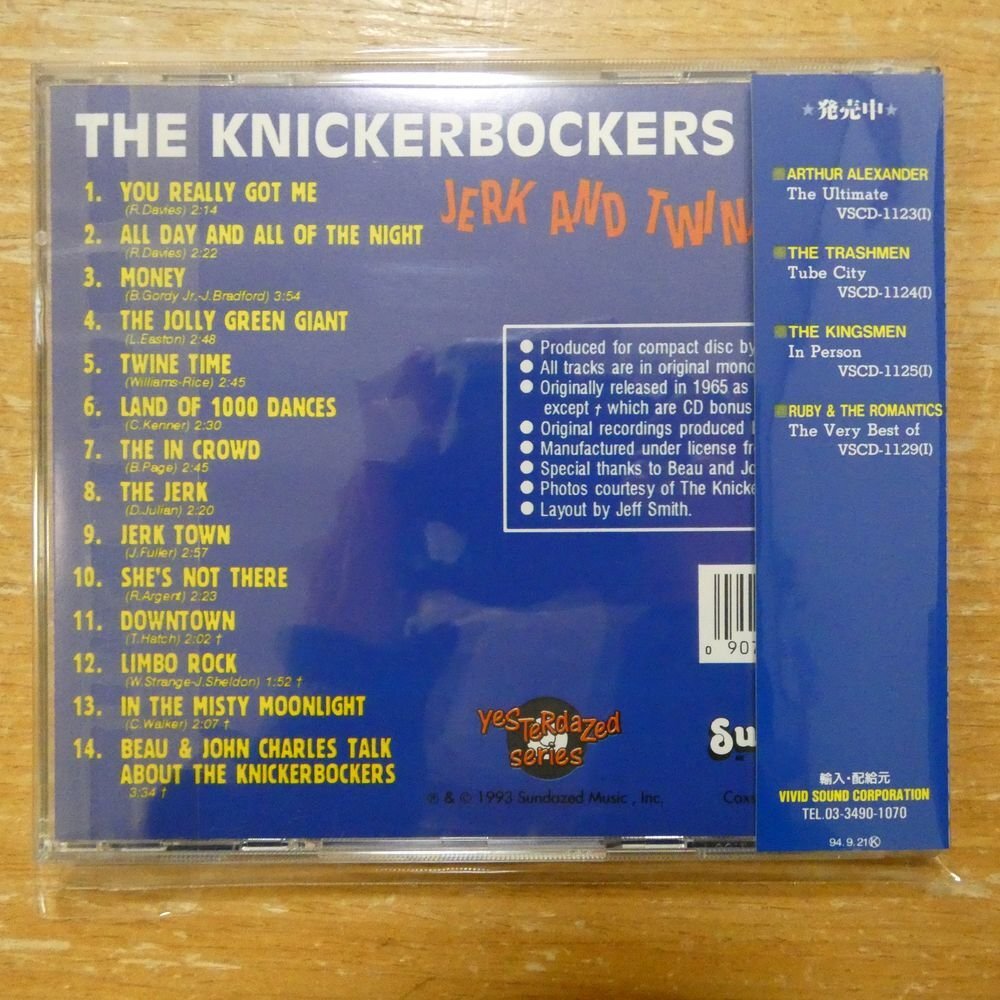 THE KNICKERBOCKERS
JERK AND
1. YOU REALLY GOT ME
(R.Davies) 2:14
2. ALL DAY AND ALL OF THE NIGHT
(R.Davies) 2:22
3. MONEY
(B.Gordy Jr.-J.Bradford) 3:54
4. THE JOLLY GREEN GIANT
(L.Easton) 2:48
5. TWINE TIME
(Williams-Rice) 2:45
6. LAND OF 1000 DANCES
(C.Kenner) 2:30
7. THE IN CROWD
(B.Page) 2:45
8. THE JERK
(D.Julian) 2:20
9. JERK TOWN
(J.Fuller) 2:57
10. SHE'S NOT THERE
(R.Argent) 2:23
11. DOWNTOWN
(T.Hatch) 2:02 †
12. LIMBO ROCK
(W.Strange-J.Sheldon) 1:52 †
13. IN THE MISTY MOONLIGHT
(C.Walker) 2:07 †
14. BEAU & JOHN CHARLES TALK
ABOUT THE KNICKERBOCKERS
3:34 †
● Produced for compact disc by
● All tracks are in original
● Originally released in 1965 as
except † which are CD bonus
● Original recordings produced
● Manufactured under license
● Special thanks to Beau and
● Photos courtesy of The
● Layout by Jeff Smith.
0 907
yesTeRdaZed
series
℗ & © 1993 Sundazed Music, Inc.
★発売中★
ARTHUR ALEXANDER
The Ultimate
VSCD-1123(I)
THE TRASHMEN
Tube City
VSCD-1124(I)
THE KINGSMEN
In Person
VSCD-1125(I)
RUBY & THE ROMANTICS
The Very Best of
VSCD-1129(I)
輸入・配給元
VIVID SOUND CORPORATION
TEL.03-3490-1070
94.9.21Ⓚ